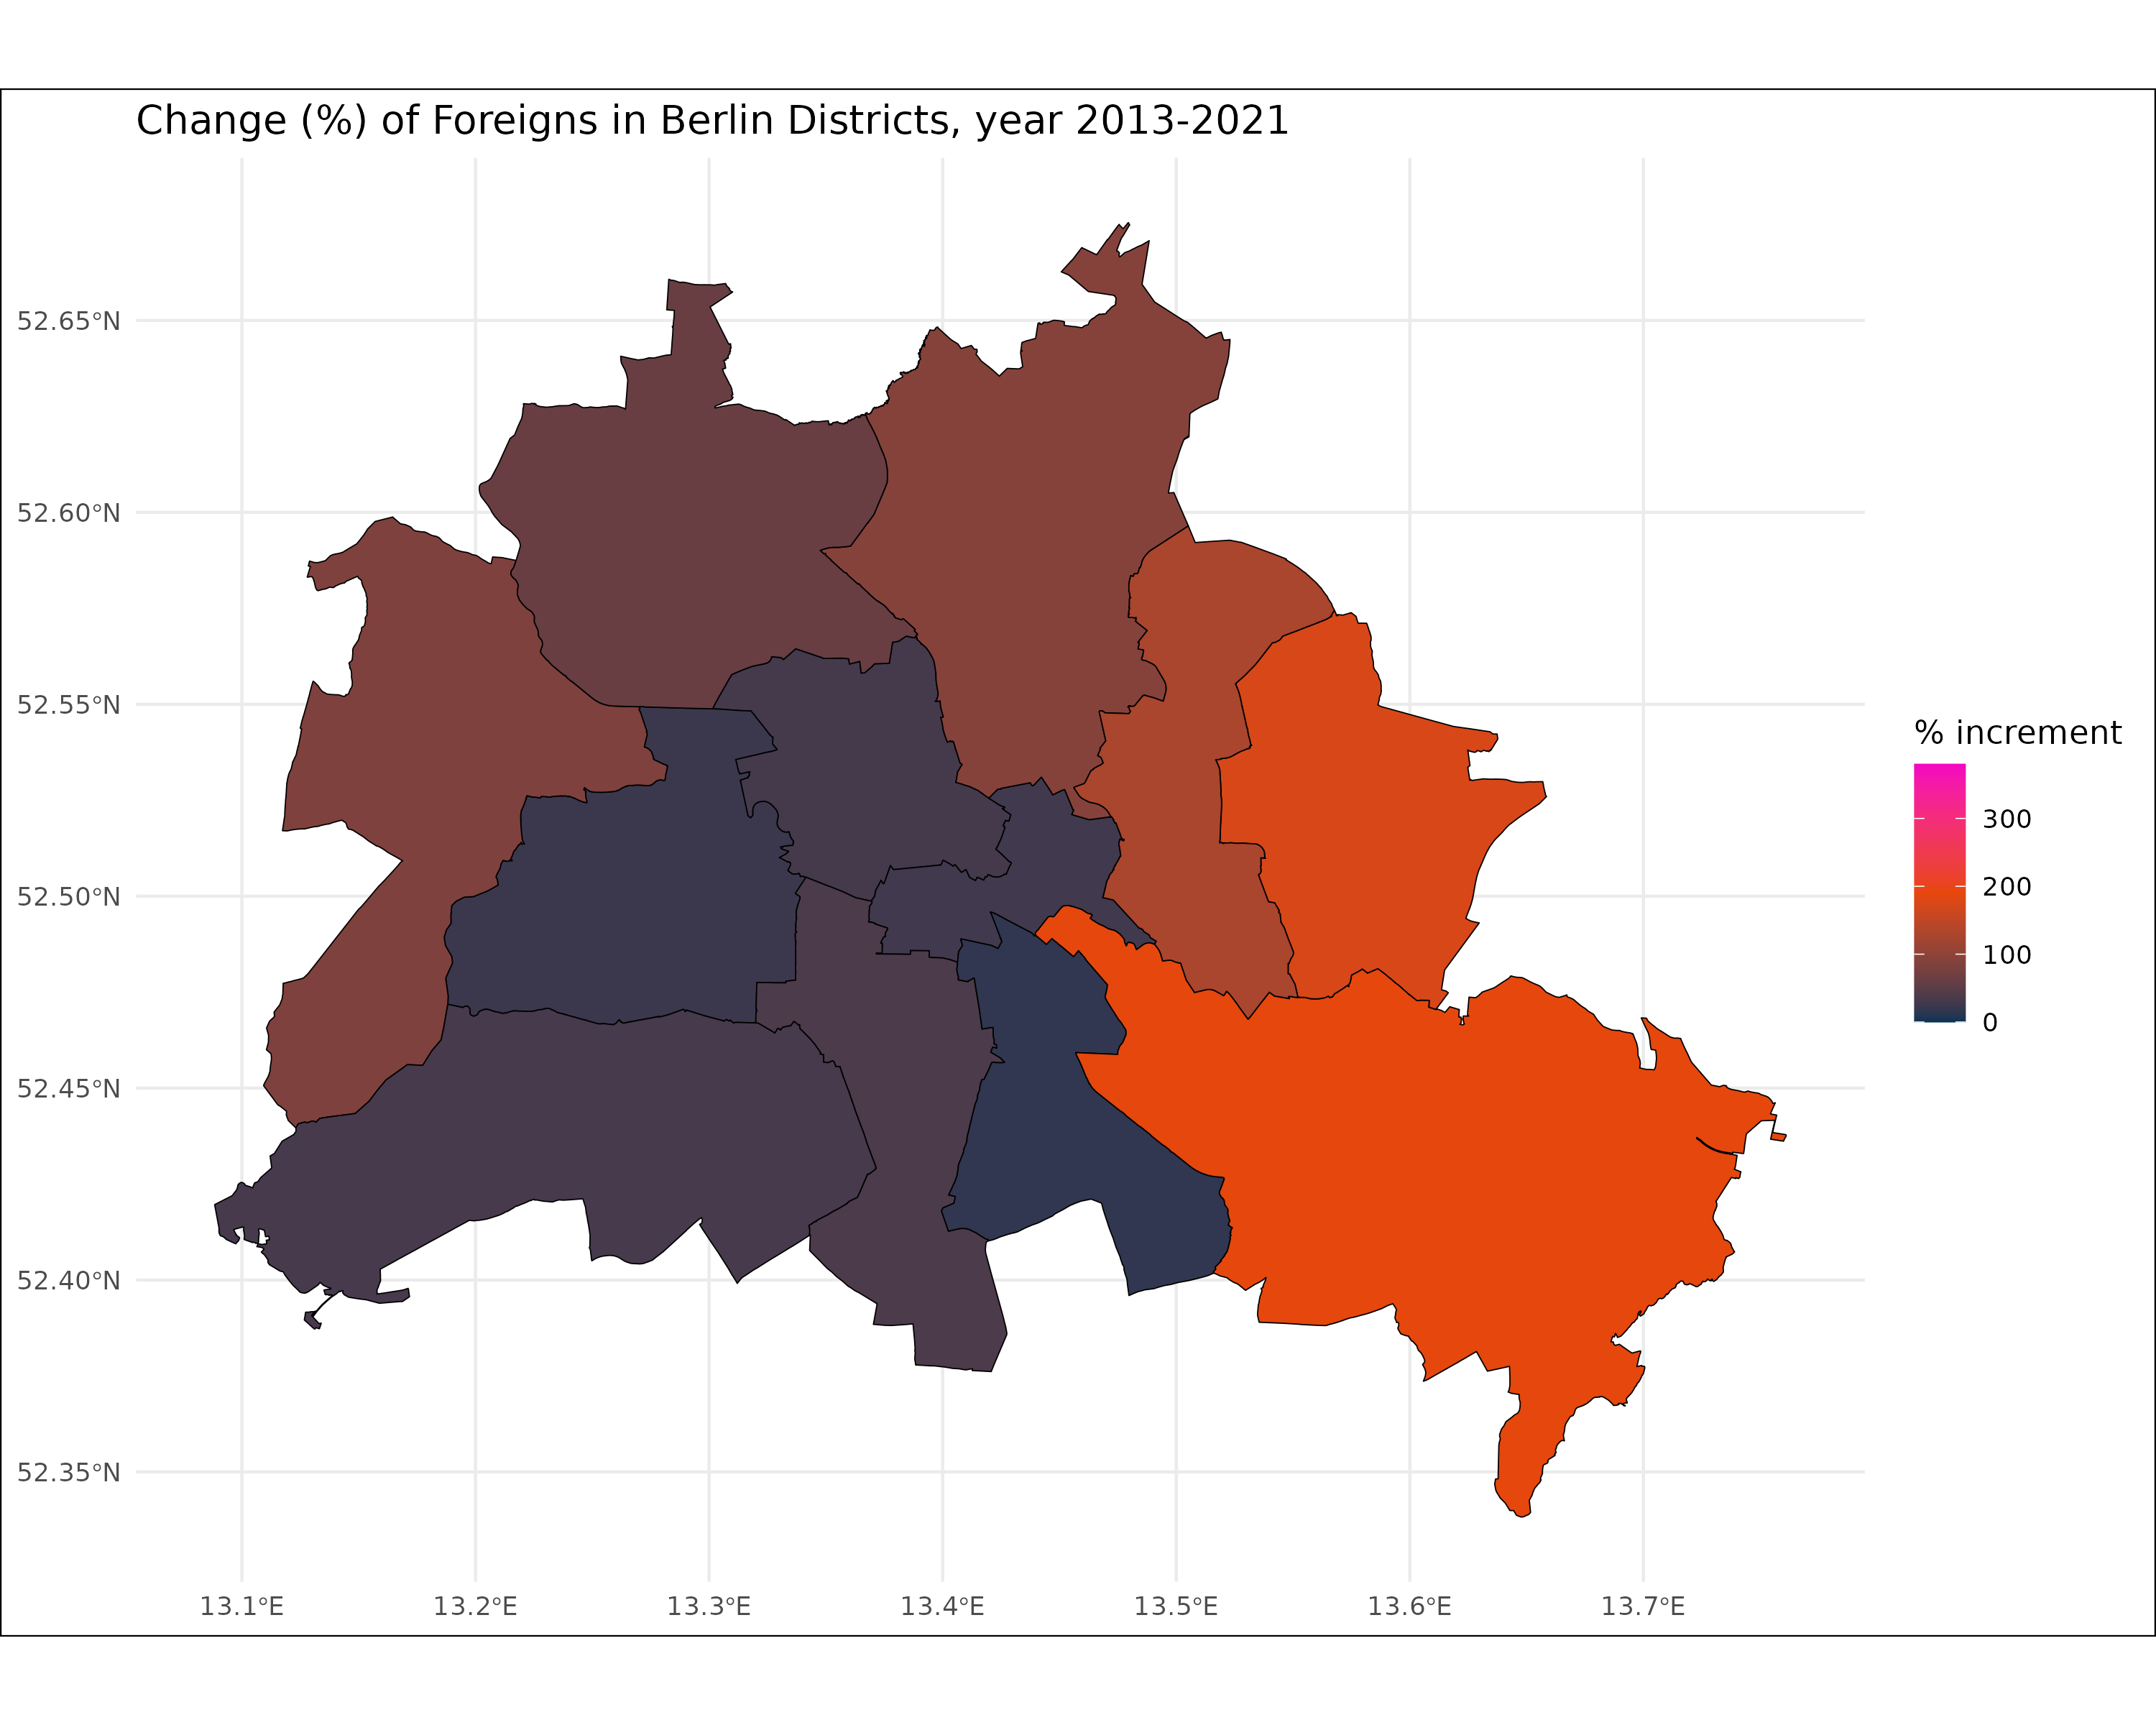 Change (%) of Foreigns in Berlin Districts, year 2013-2021
52.65°N
52.60°N
52.55°N
52.50°N
52.45°N
52.40°N
52.35°N
13.1°E 13.2°E 13.3°E 13.4°E 13.5°E 13.6°E 13.7°E
% increment
300
200
100
0